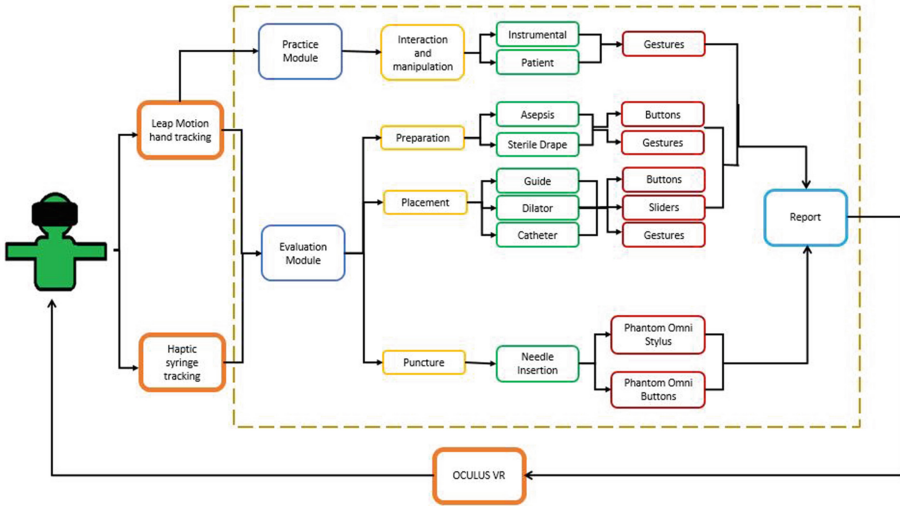 Practice
Module
Interaction
and
manipulation
Instrumental
Patient
Gestures
Leap Motion
hand tracking
Preparation
Asepsis
Sterile Drape
Buttons
Gestures
Placement
Guide
Dilator
Catheter
Buttons
Sliders
Gestures
Evaluation
Module
Report
Haptic
syringe
tracking
Puncture
Needle
Insertion
Phantom Omni
Stylus
Phantom Omni
Buttons
OCULUS VR